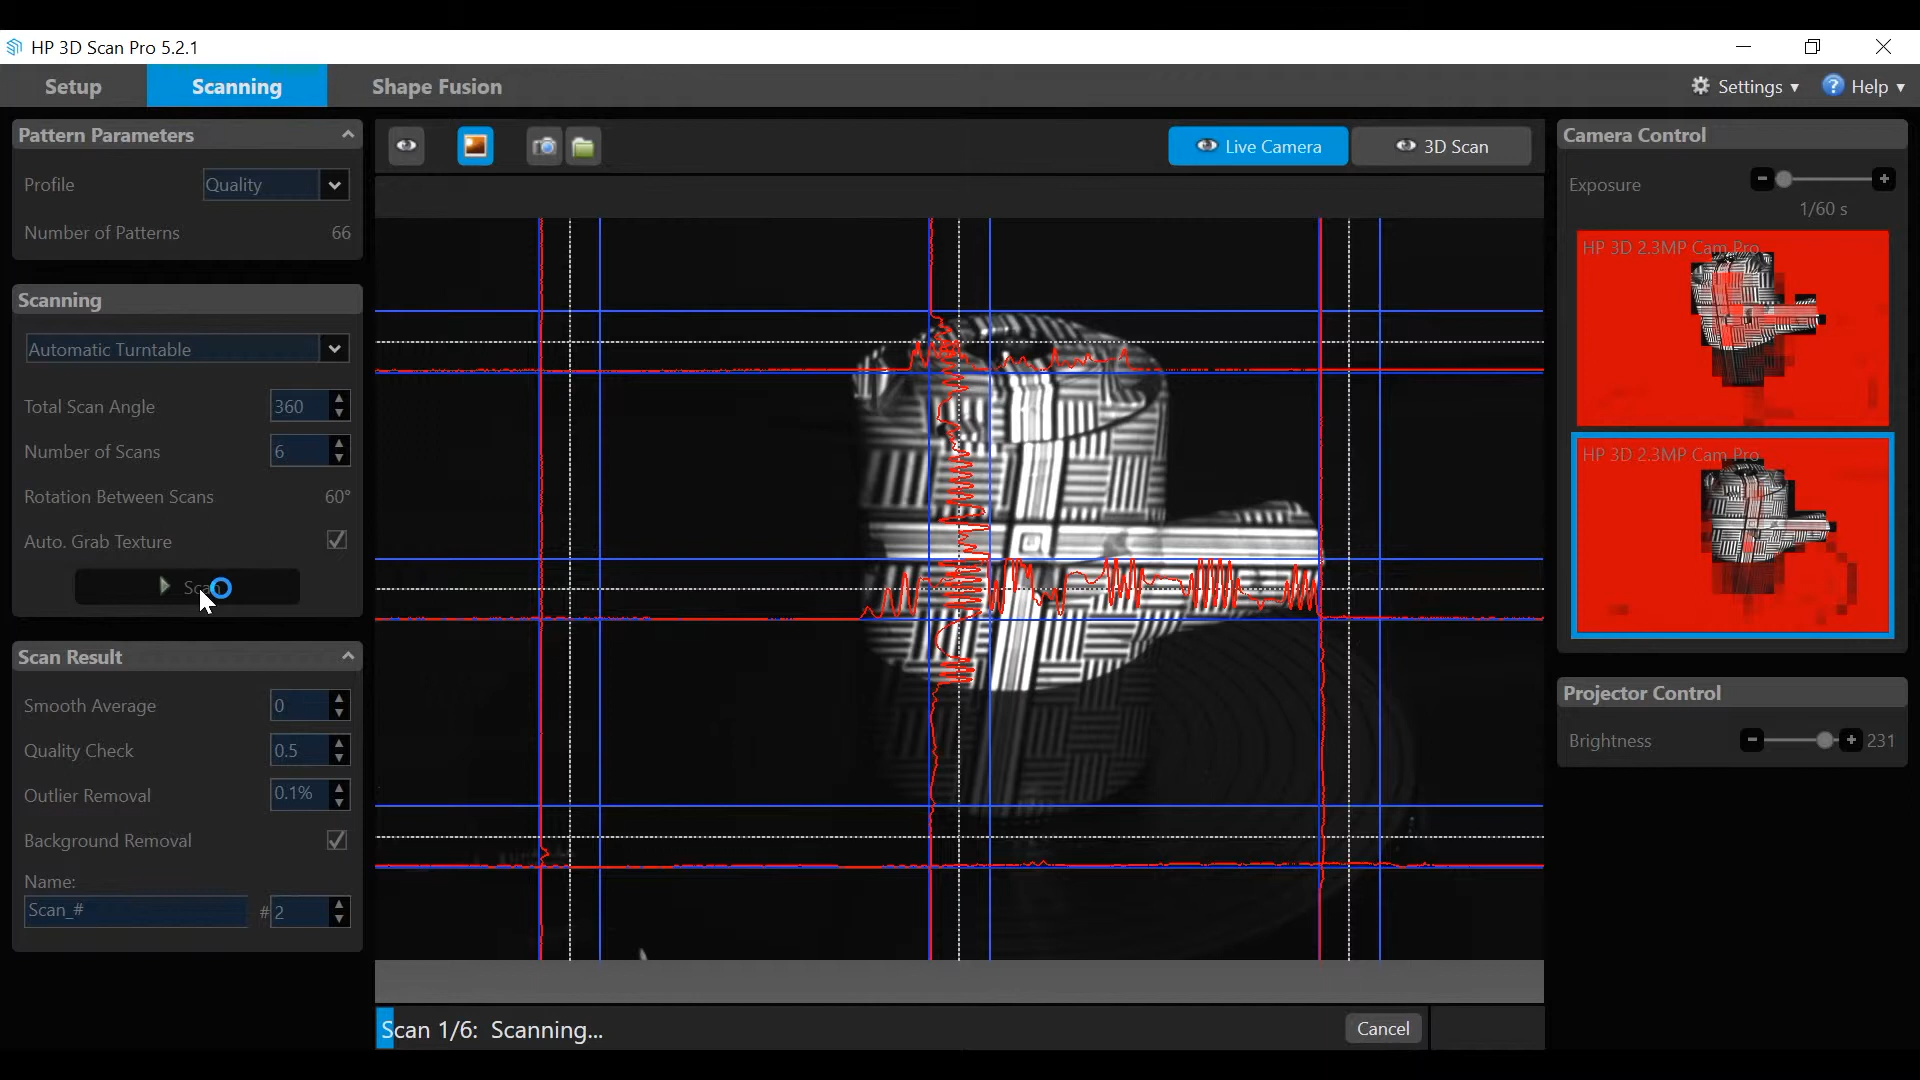 HP 3D Scan Pro 5.2.1
Setup
Scanning
Shape Fusion
Settings
? Help
Pattern Parameters
Profile
Quality
Number of Patterns
66
Scanning
Automatic Turntable
Total Scan Angle
360
Number of Scans
6
Rotation Between Scans
60°
Auto. Grab Texture
Scan
Scan Result
Smooth Average
0
Quality Check
0.5
Outlier Removal
0.1%
Background Removal
Name:
Scan_#
# 2
Live Camera
3D Scan
Scan 1/6: Scanning...
Cancel
Camera Control
Exposure
1/60 s
HP 3D 2.3MP Cam Pro
HP 3D 2.3MP Cam Pro
Projector Control
Brightness
231